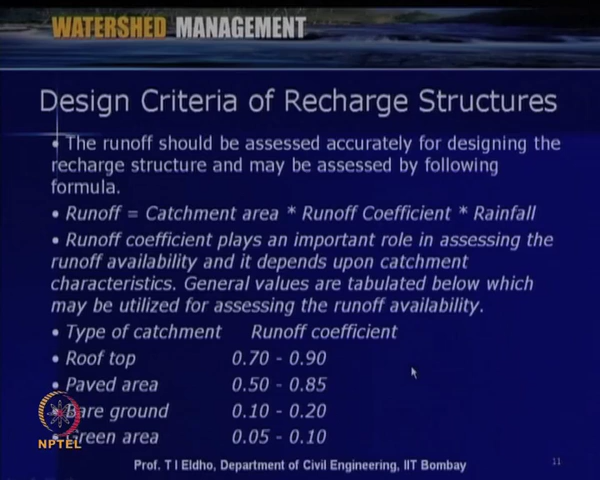 WATERSHED MANAGEMENT
Design Criteria of Recharge Structures
• The runoff should be assessed accurately for designing the
recharge structure and may be assessed by following
formula.
• Runoff = Catchment area * Runoff Coefficient * Rainfall
• Runoff coefficient plays an important role in assessing the
runoff availability and it depends upon catchment
characteristics. General values are tabulated below which
may be utilized for assessing the runoff availability.
• Type of catchment Runoff coefficient
• Roof top 0.70 - 0.90
• Paved area 0.50 - 0.85
• Bare ground 0.10 - 0.20
• Green area 0.05 - 0.10
NPTEL
Prof. T I Eldho, Department of Civil Engineering, IIT Bombay
11